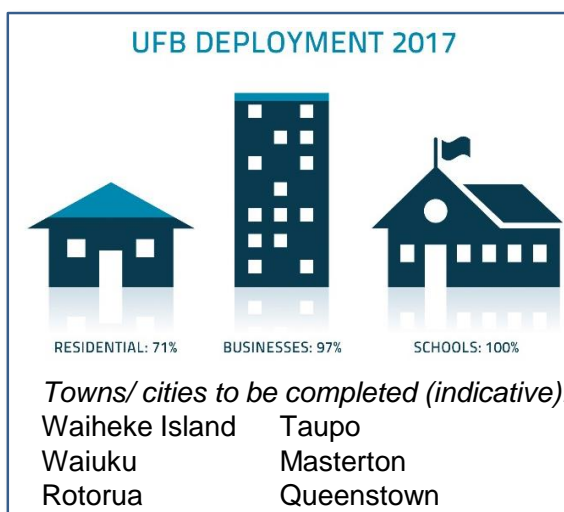 UFB DEPLOYMENT 2017
RESIDENTIAL: 71% BUSINESSES: 97% SCHOOLS: 100%
Towns/ cities to be completed (indicative).
Waiheke Island Taupo
Waiuku Masterton
Rotorua Queenstown